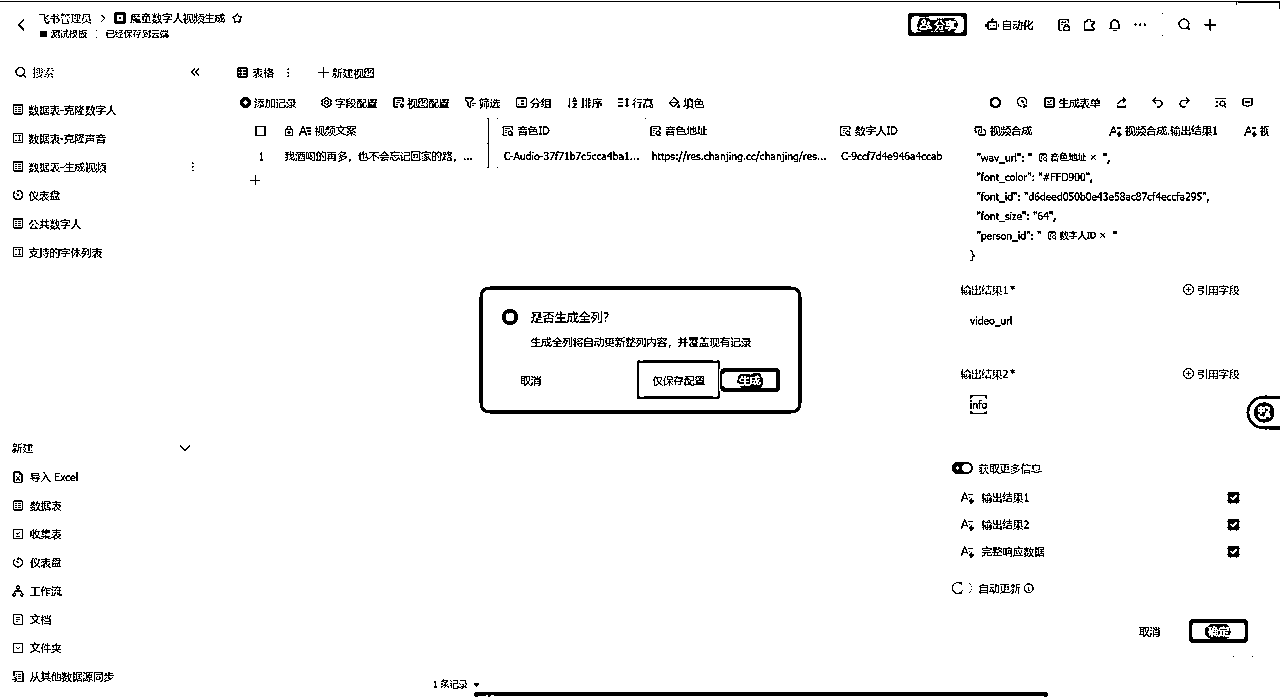 飞书管理员 > 魔童数字人视频生成
测试模版 | 已经保存到云端
分享 自动化
搜索
表格 新建视图
添加记录 字段配置 视图配置 筛选 分组 排序 行高 填色 生成表单
视频文案 音色ID 音色地址 数字人ID 视频合成 视频合成.输出结果1 视
1 我酒喝的再多，也不会忘记回家的路，... C-Audio-37f71b7c5cca4ba1... https://res.chanjing.cc/chanjing/res... C-9ccf7d4e946a4ccab
数据表-克隆数字人
数据表-克隆声音
数据表-生成视频
仪表盘
公共数字人
支持的字体列表
新建
导入 Excel
数据表
收集表
仪表盘
工作流
文档
文件夹
从其他数据源同步
是否生成全列？
生成全列将自动更新整列内容，并覆盖现有记录
取消 仅保存配置 生成
"wav_url": " 音色地址 × ",
"font_color": "#FFD900",
"font_id": "d6deed050b0e43e58ac87cf4eccfa295",
"font_size": "64",
"person_id": " 数字人ID × "
}
输出结果1* 引用字段
video_url
输出结果2* 引用字段
info
获取更多信息
输出结果1
输出结果2
完整响应数据
自动更新
取消 确定
1 条记录